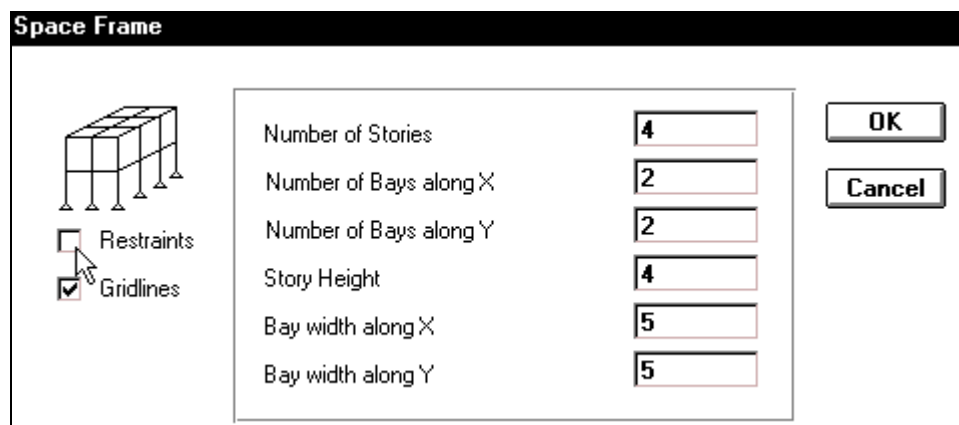 Space Frame
Number of Stories 4
Number of Bays along X 2
Number of Bays along Y 2
Story Height 4
Bay width along X 5
Bay width along Y 5
Restraints
Gridlines
OK
Cancel